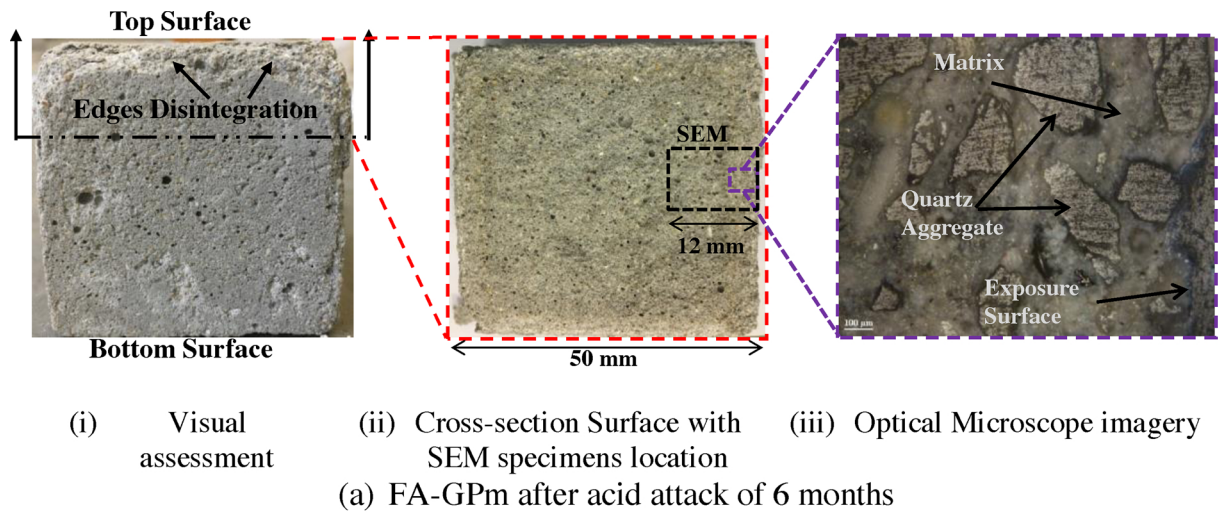 Top Surface
Edges Disintegration
Bottom Surface
SEM
12 mm
50 mm
Matrix
Quartz
Aggregate
Exposure
Surface
100 µm
(i) Visual
assessment
(ii) Cross-section Surface with
SEM specimens location
(iii) Optical Microscope imagery
(a) FA-GPm after acid attack of 6 months